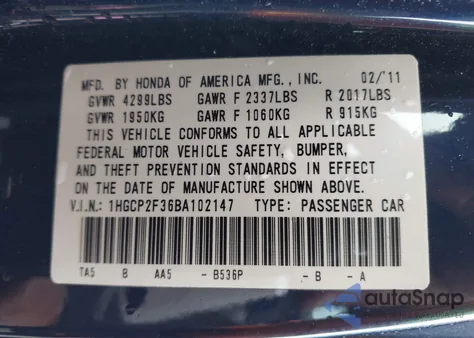 MFD. BY HONDA OF AMERICA MFG., INC. 02/'11
GVWR 4299LBS GAWR F 2337LBS R 2017LBS
GVWR 1950KG GAWR F 1060KG R 915KG
THIS VEHICLE CONFORMS TO ALL APPLICABLE
FEDERAL MOTOR VEHICLE SAFETY, BUMPER,
AND THEFT PREVENTION STANDARDS IN EFFECT
ON THE DATE OF MANUFACTURE SHOWN ABOVE.
V.I.N.: 1HGCP2F36BA102147 TYPE: PASSENGER CAR
TA5 B AA5 - B536P - B - A
autoSnap